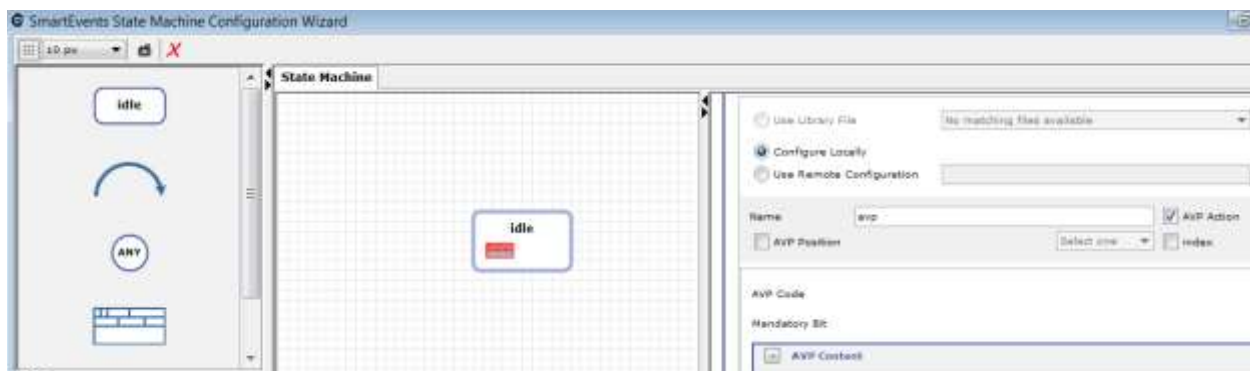 SmartEvents State Machine Configuration Wizard
10 px
idle
ANY
State Machine
idle
Use Library File No matching files available
Configure Locally
Use Remote Configuration
Name avp AVP Action
AVP Position Select one Index
AVP Code
Mandatory Bit
AVP Content